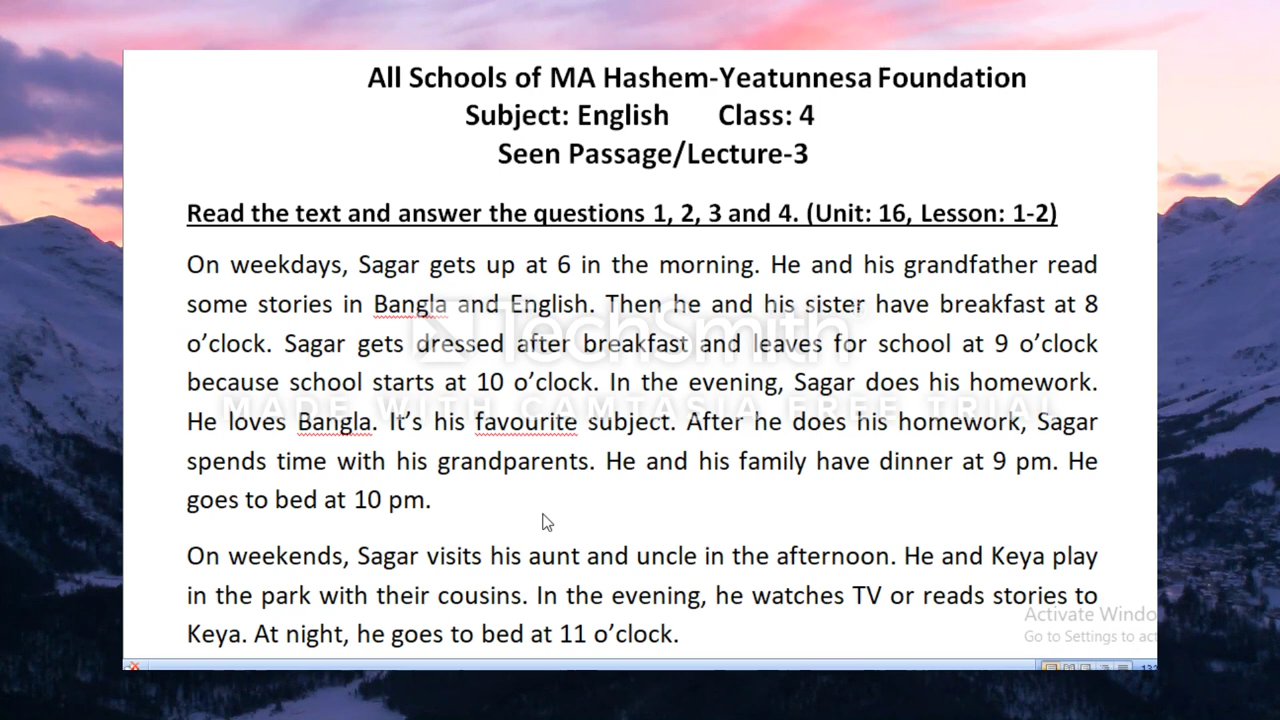 All Schools of MA Hashem-Yeatunnesa Foundation
Subject: English Class: 4
Seen Passage/Lecture-3
Read the text and answer the questions 1, 2, 3 and 4. (Unit: 16, Lesson: 1-2)
On weekdays, Sagar gets up at 6 in the morning. He and his grandfather read
some stories in Bangla and English. Then he and his sister have breakfast at 8
o’clock. Sagar gets dressed after breakfast and leaves for school at 9 o’clock
TechSmith
because school starts at 10 o’clock. In the evening, Sagar does his homework.
MADE WITH CAMTASIA FREE TRIAL
He loves Bangla. It’s his favourite subject. After he does his homework, Sagar
spends time with his grandparents. He and his family have dinner at 9 pm. He
goes to bed at 10 pm.
On weekends, Sagar visits his aunt and uncle in the afternoon. He and Keya play
in the park with their cousins. In the evening, he watches TV or reads stories to
Activate Windo
Keya. At night, he goes to bed at 11 o’clock.
Go to Settings to act